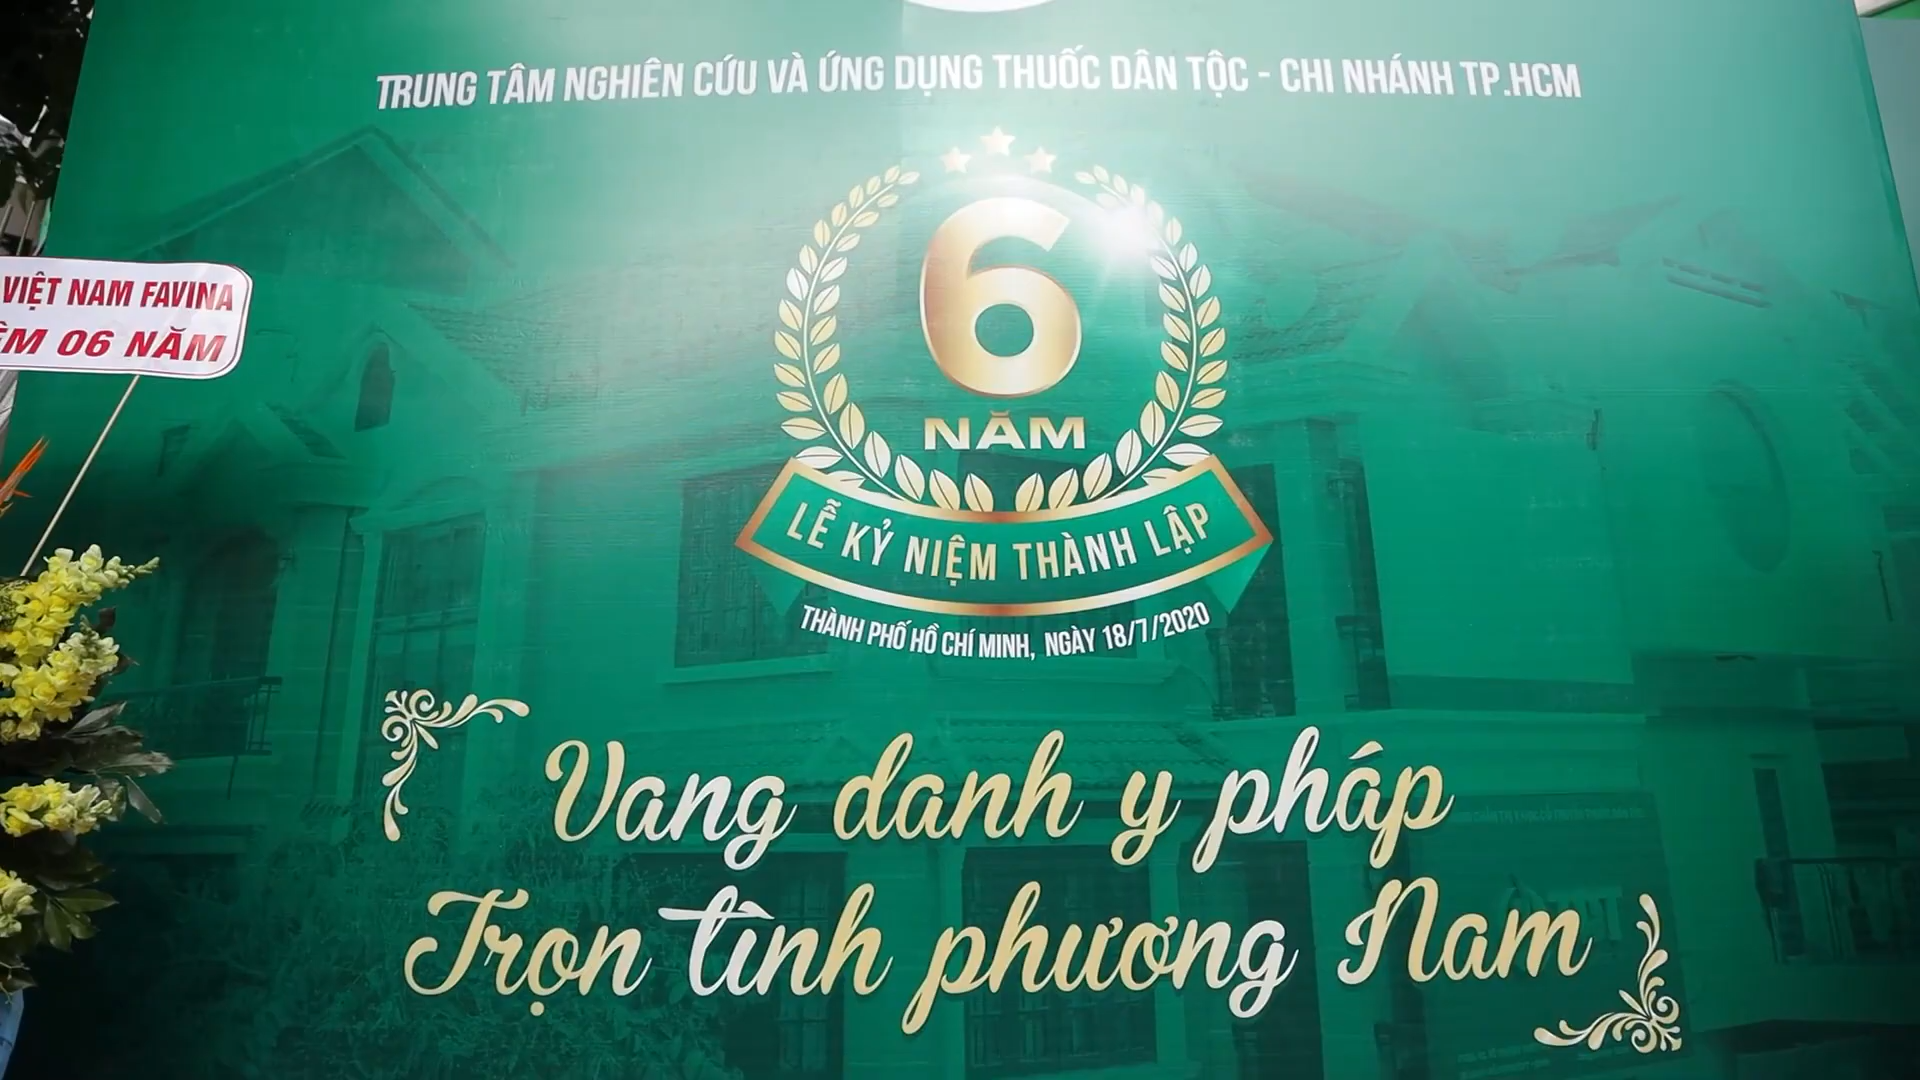 TRUNG TÂM NGHIÊN CỨU VÀ ỨNG DỤNG THUỐC DÂN TỘC - CHI NHÁNH TP.HCM
6
NĂM
LỄ KỶ NIỆM THÀNH LẬP
THÀNH PHỐ HỒ CHÍ MINH, NGÀY 18/7/2020
Vang danh y pháp
Trọn tình phương Nam
VIỆT NAM FAVINA
06 NĂM